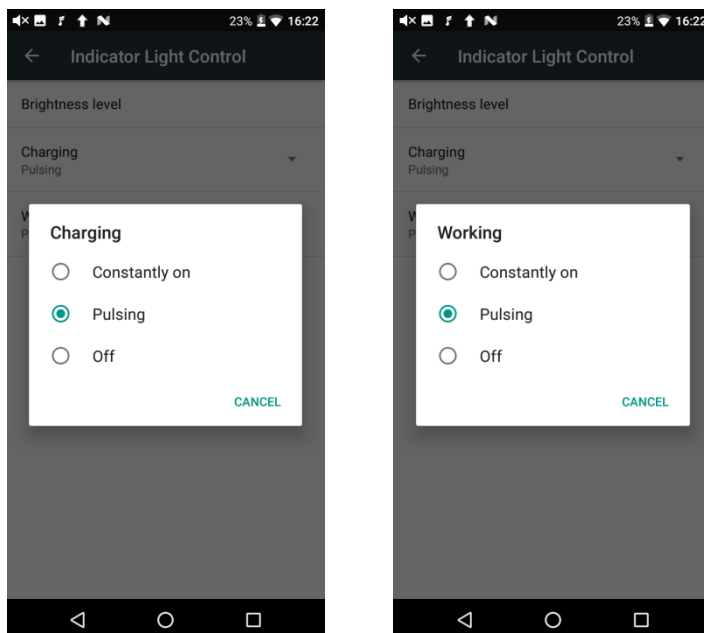 23% 16:22
Indicator Light Control
Brightness level
Charging
Pulsing
Charging
Constantly on
Pulsing
Off
CANCEL
23% 16:22
Indicator Light Control
Brightness level
Charging
Pulsing
Working
Constantly on
Pulsing
Off
CANCEL